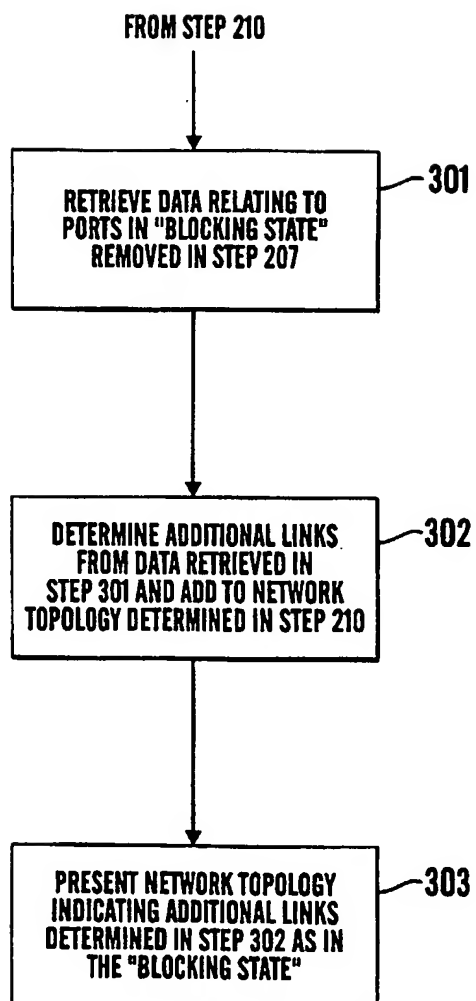 FROM STEP 210
RETRIEVE DATA RELATING TO
PORTS IN "BLOCKING STATE"
REMOVED IN STEP 207
301
DETERMINE ADDITIONAL LINKS
FROM DATA RETRIEVED IN
STEP 301 AND ADD TO NETWORK
TOPOLOGY DETERMINED IN STEP 210
302
PRESENT NETWORK TOPOLOGY
INDICATING ADDITIONAL LINKS
DETERMINED IN STEP 302 AS IN
THE "BLOCKING STATE"
303